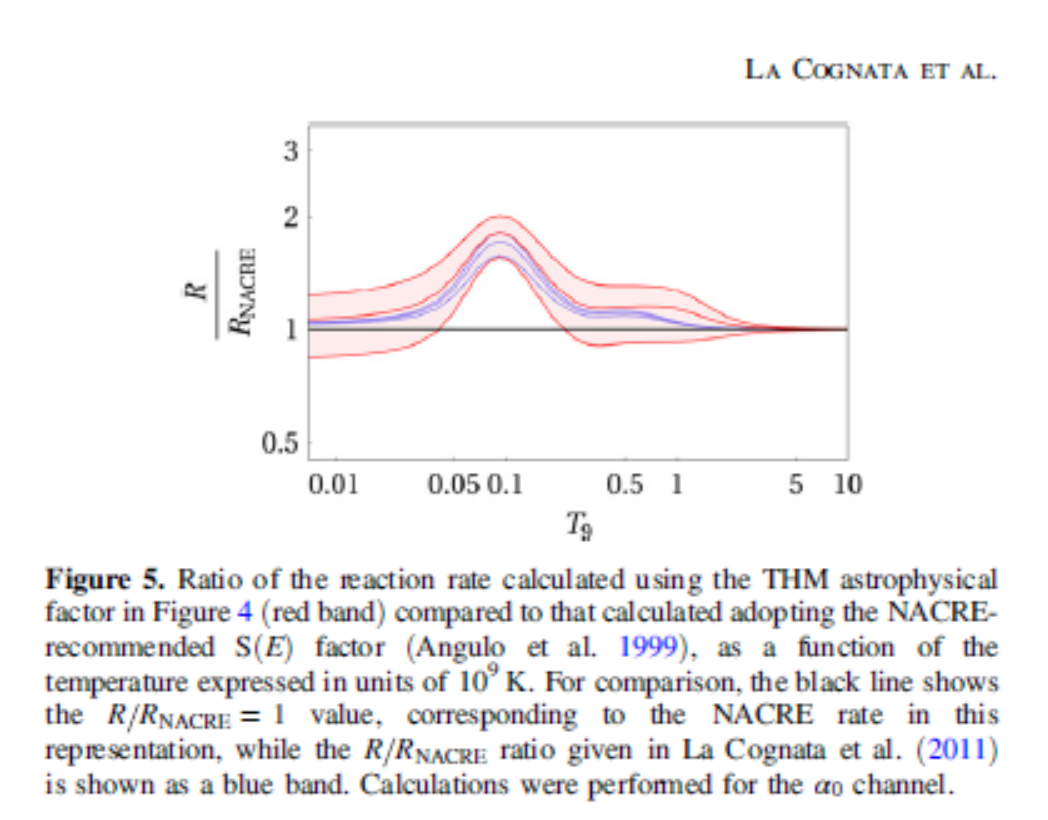 LA COGNATA ET AL.
3
2
R
R_NACRE
1
0.5
0.01 0.05 0.1 0.5 1 5 10
T9
Figure 5. Ratio of the reaction rate calculated using the THM astrophysical
factor in Figure 4 (red band) compared to that calculated adopting the NACRE-
recommended S(E) factor (Angulo et al. 1999), as a function of the
temperature expressed in units of 10⁹ K. For comparison, the black line shows
the R/R_NACRE = 1 value, corresponding to the NACRE rate in this
representation, while the R/R_NACRE ratio given in La Cognata et al. (2011)
is shown as a blue band. Calculations were performed for the α₀ channel.